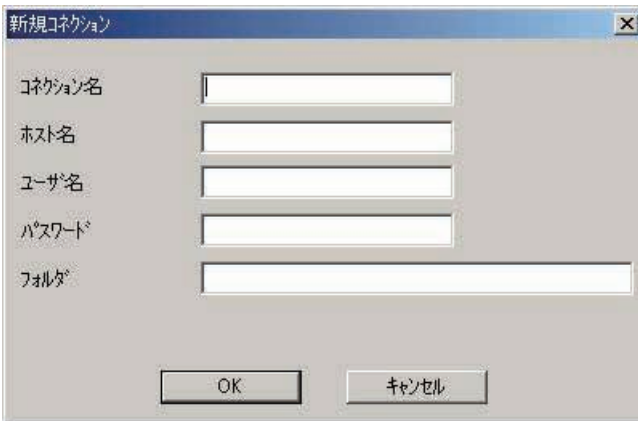 新規コネクション
コネクション名
ホスト名
ユーザ名
パスワード
フォルダ
OK
キャンセル